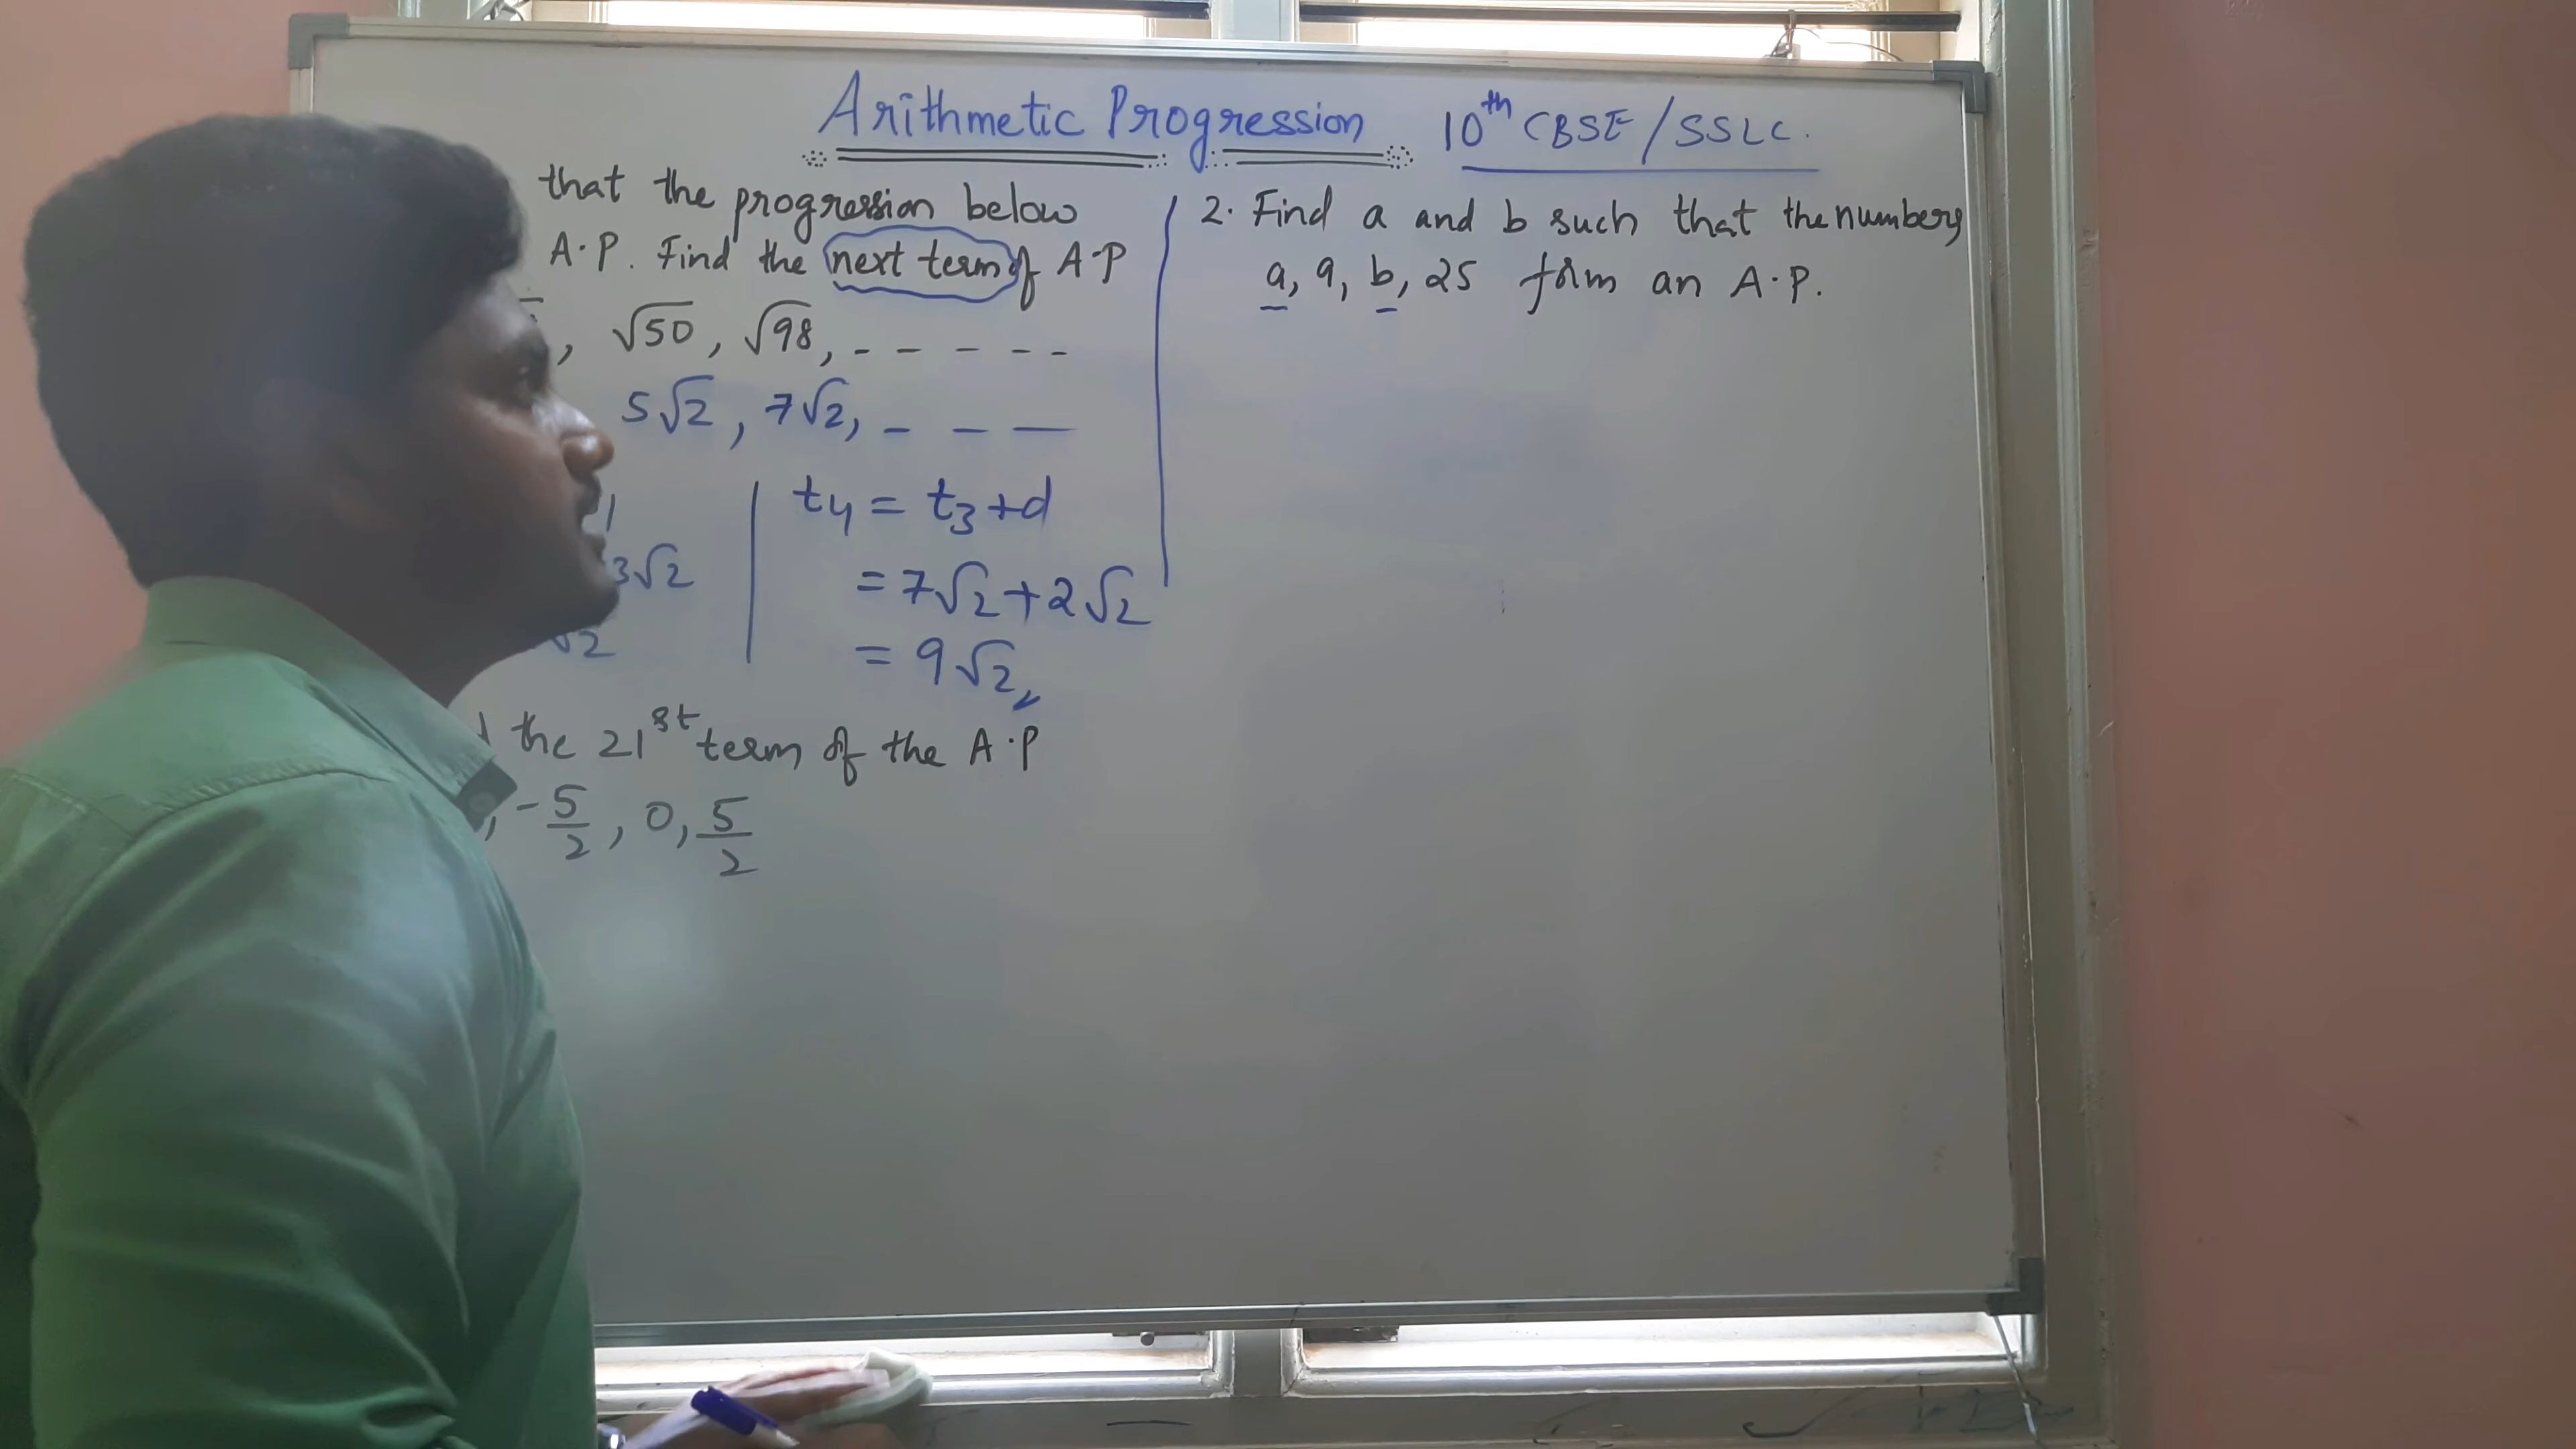 Arithmetic Progression 10th CBSE/SSLC.
that the progression below
A.P. Find the next term of A.P
, √50, √98, - - - - -
5√2, 7√2, - - -
t4 = t3+d
3√2
= 7√2+2√2
√2
= 9√2
the 21st term of the A.P
, -5/2, 0, 5/2
2. Find a and b such that the numbers
a, 9, b, 25 form an A.P.